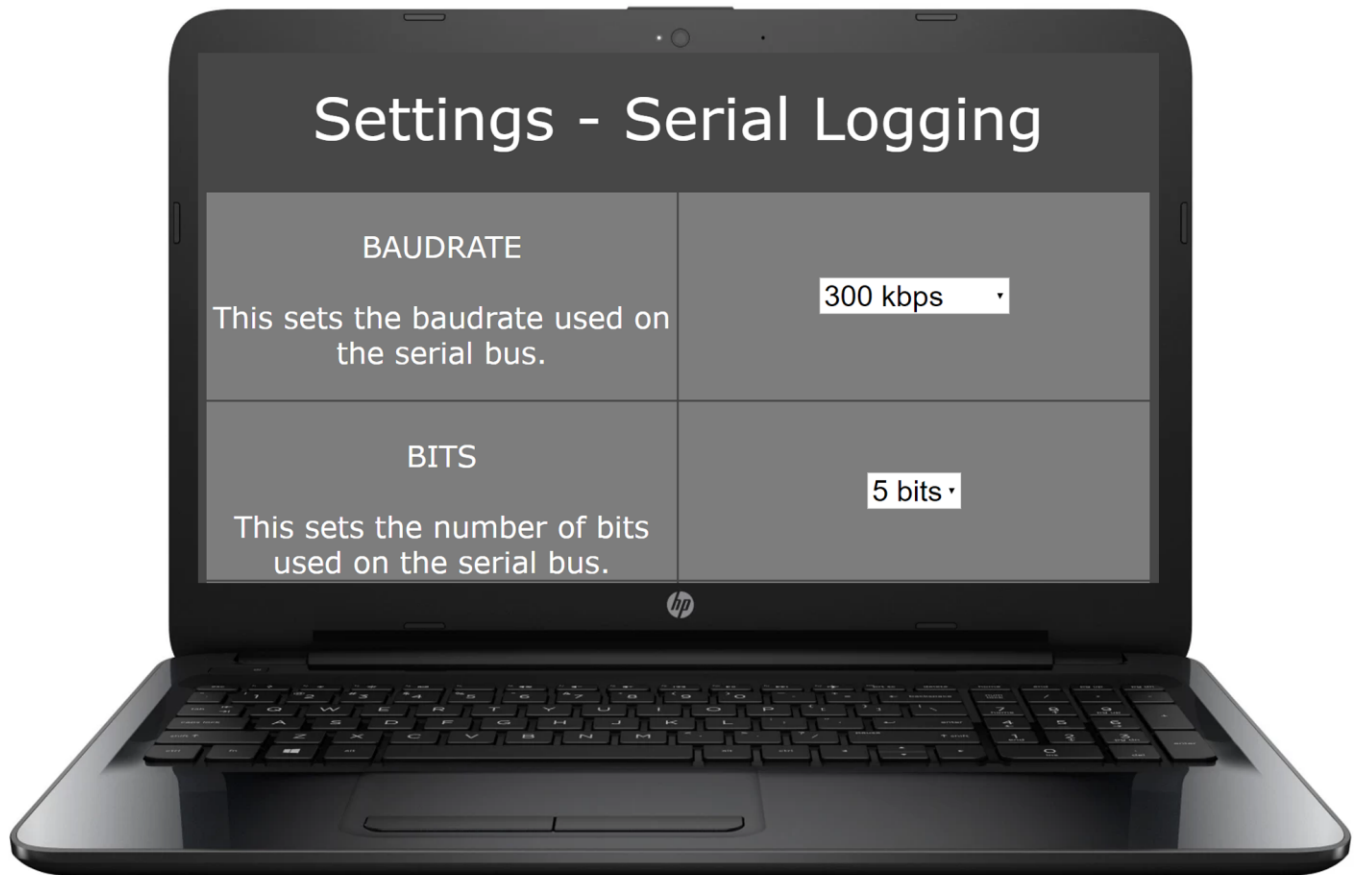 Settings - Serial Logging
BAUDRATE
This sets the baudrate used on
the serial bus.
300 kbps
BITS
This sets the number of bits
used on the serial bus.
5 bits
hp
Q W E R T Y U I O P
A S D F G H J K L
Z X C V B N M